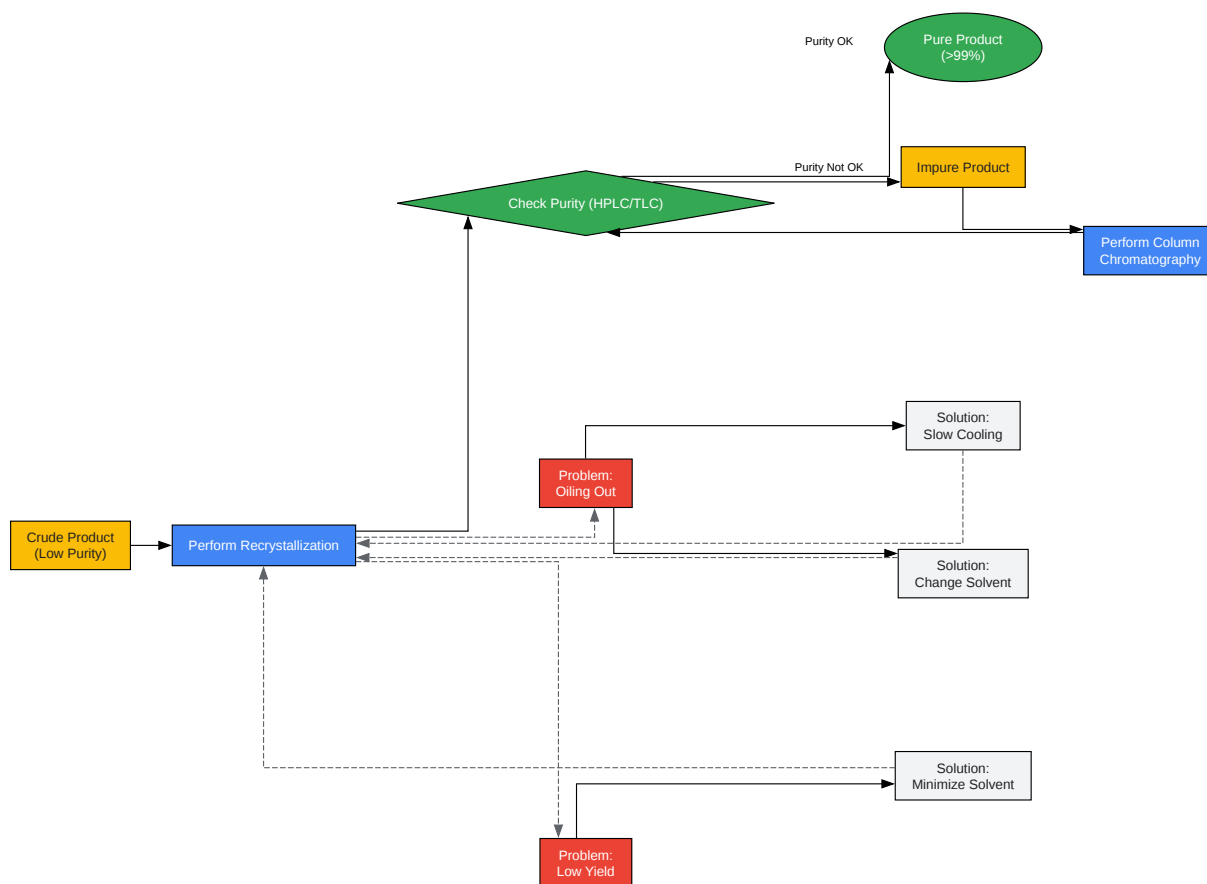 Purity OK
Pure Product
(>99%)
Purity Not OK
Impure Product
Check Purity (HPLC/TLC)
Perform Column
Chromatography
Solution:
Slow Cooling
Problem:
Oiling Out
Crude Product
(Low Purity)
Perform Recrystallization
Solution:
Change Solvent
Solution:
Minimize Solvent
Problem:
Low Yield